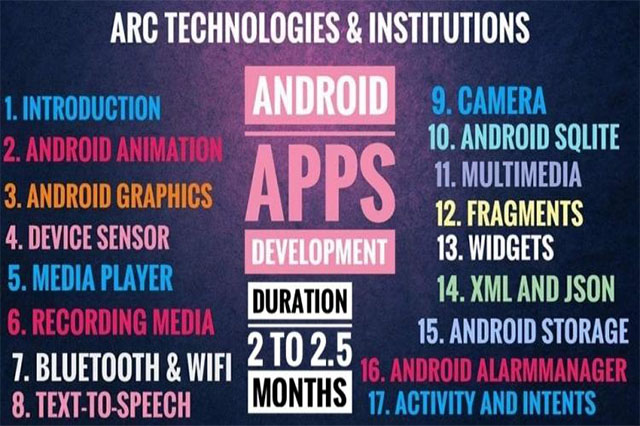 ARC TECHNOLOGIES & INSTITUTIONS
1. INTRODUCTION
2. ANDROID ANIMATION
3. ANDROID GRAPHICS
4. DEVICE SENSOR
5. MEDIA PLAYER
6. RECORDING MEDIA
7. BLUETOOTH & WIFI
8. TEXT-TO-SPEECH
ANDROID
APPS
DEVELOPMENT
DURATION
2 TO 2.5
MONTHS
9. CAMERA
10. ANDROID SQLITE
11. MULTIMEDIA
12. FRAGMENTS
13. WIDGETS
14. XML AND JSON
15. ANDROID STORAGE
16. ANDROID ALARMMANAGER
17. ACTIVITY AND INTENTS